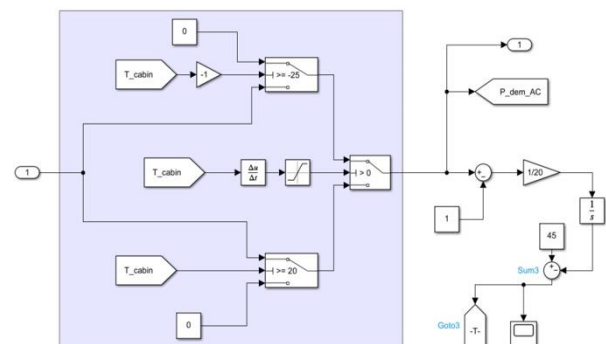 0
T_cabin
-1
>= -25
1
P_dem_AC
1
T_cabin
Δu
Δt
> 0
+
-
1/20
1
1
s
45
Sum3
+
-
T_cabin
>= 20
0
Goto3
-T-